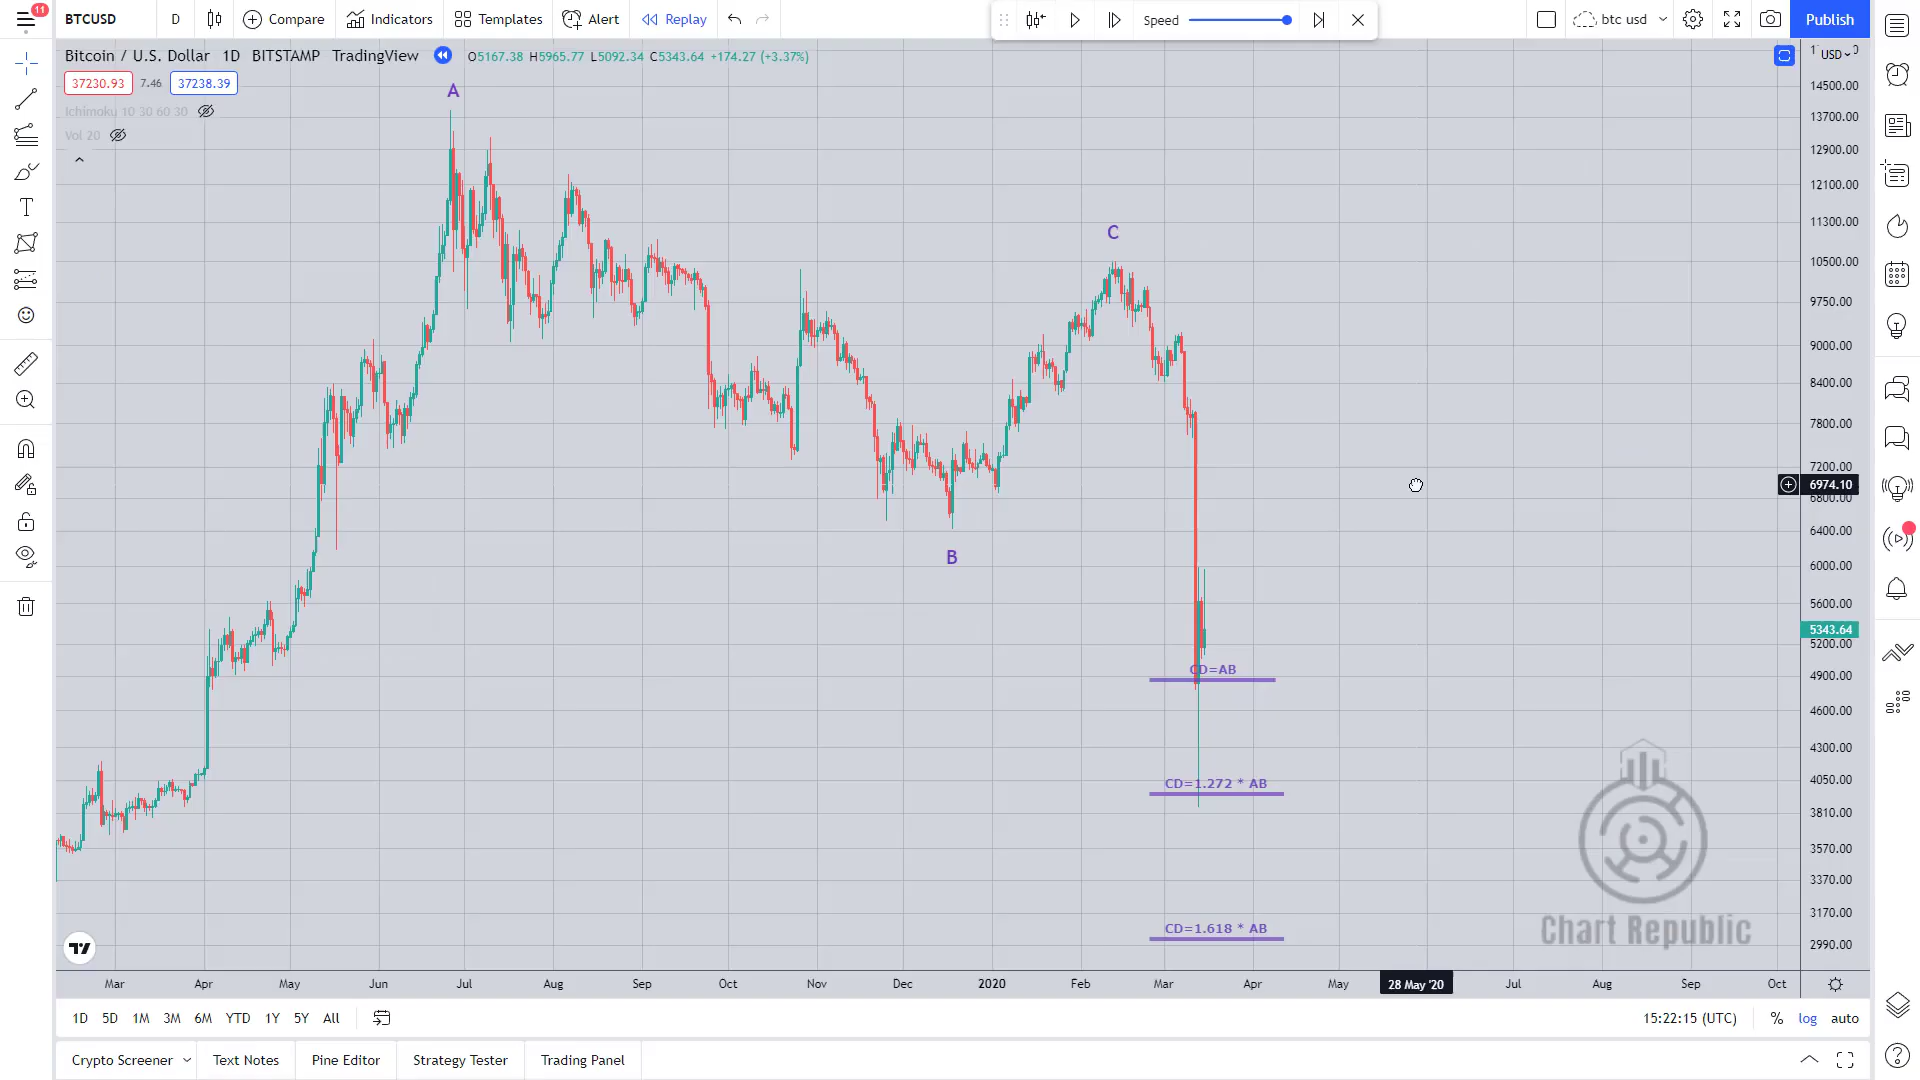 11
BTCUSD
D
Compare
Indicators
Templates
Alert
Replay
Speed
btc usd
Publish
Bitcoin / U.S. Dollar 1D BITSTAMP TradingView O5167.38 H5965.77 L5092.34 C5343.64 +174.27 (+3.37%)
USD
37230.93 7.46 37238.39
Ichimoku 10 30 60 30
Vol 20
A
C
B
CD=AB
CD=1.272 * AB
CD=1.618 * AB
14500.00
13700.00
12900.00
12100.00
11300.00
10500.00
9750.00
9000.00
8400.00
7800.00
7200.00
6974.10
6800.00
6400.00
6000.00
5600.00
5343.64
5200.00
4900.00
4600.00
4300.00
4050.00
3810.00
3570.00
3370.00
3170.00
2990.00
Chart Republic
Mar Apr May Jun Jul Aug Sep Oct Nov Dec 2020 Feb Mar Apr May 28 May '20 Jul Aug Sep Oct
1D 5D 1M 3M 6M YTD 1Y 5Y All
15:22:15 (UTC) % log auto
Crypto Screener Text Notes Pine Editor Strategy Tester Trading Panel